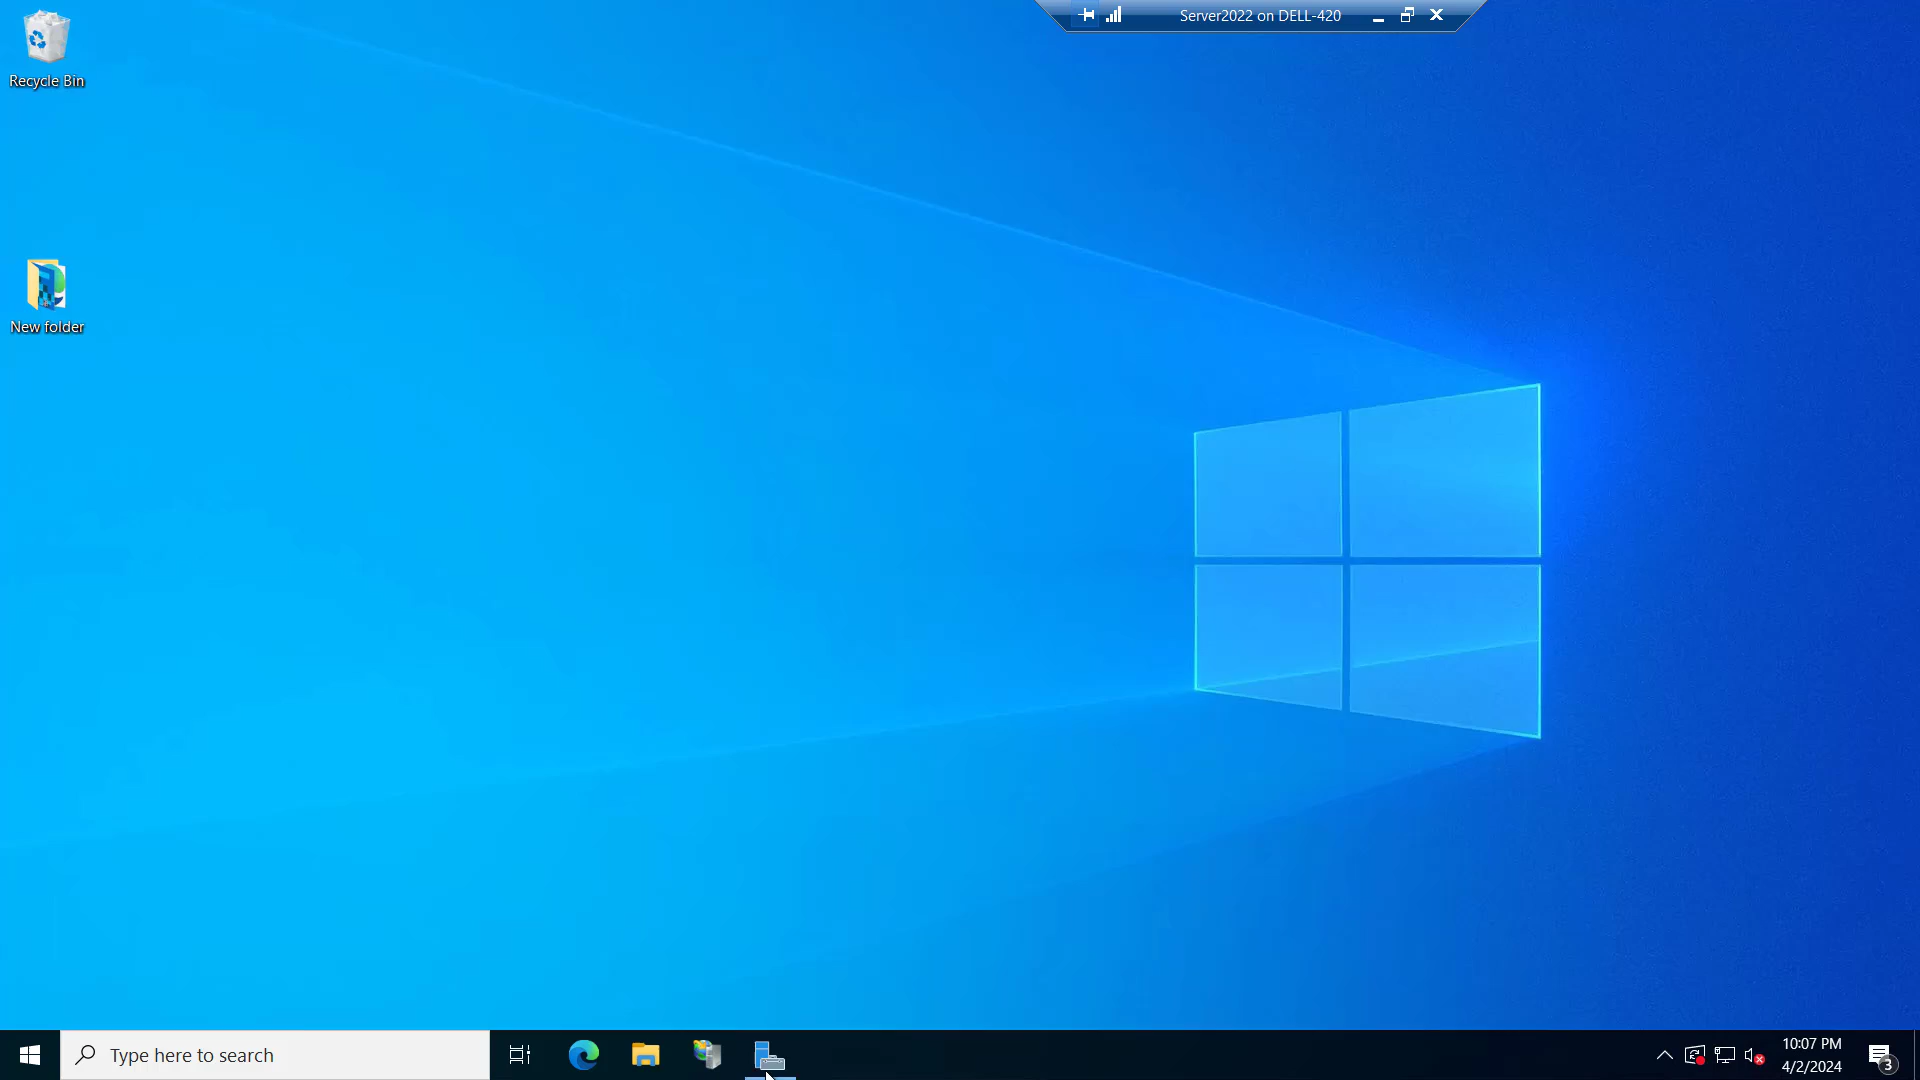 Server2022 on DELL-420
Recycle Bin
New folder
Type here to search
10:07 PM
4/2/2024
3